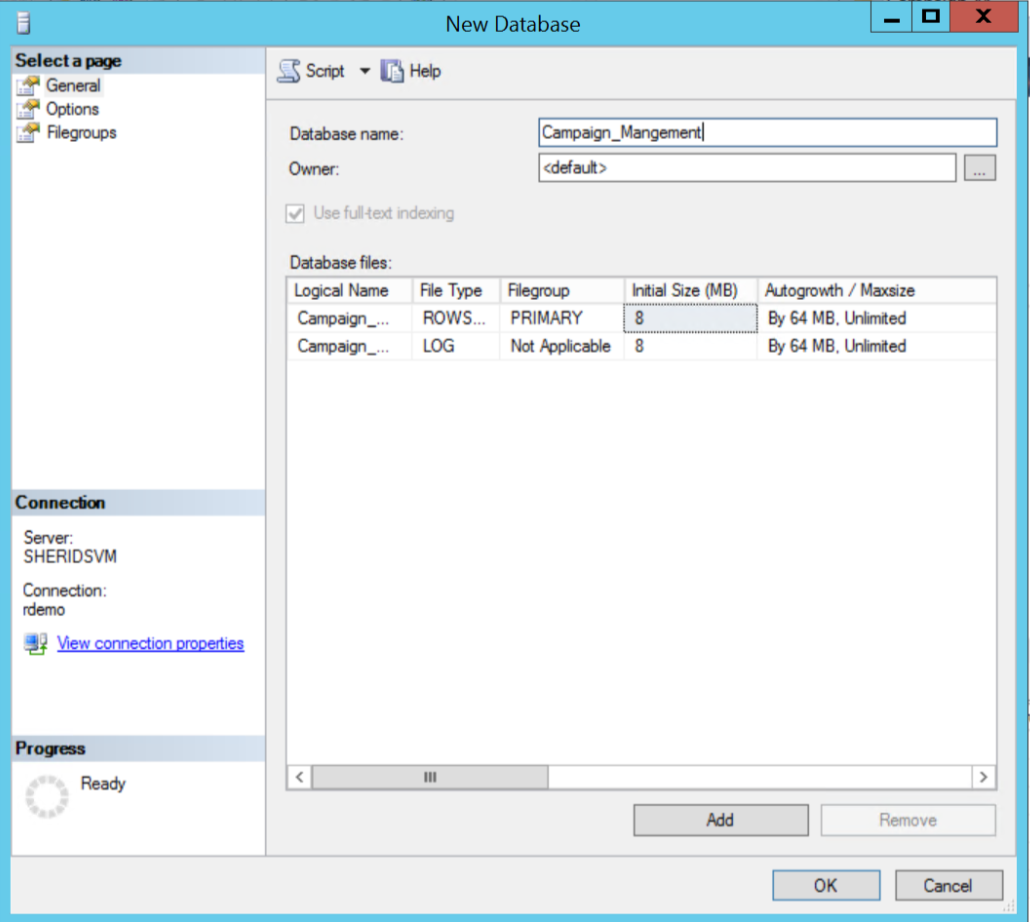 New Database
Select a page
General
Options
Filegroups
Script
Help
Database name:
Campaign_Mangement
Owner:
<default>
...
Use full-text indexing
Database files:
Logical Name File Type Filegroup Initial Size (MB) Autogrowth / Maxsize
Campaign_... ROWS... PRIMARY 8 By 64 MB, Unlimited
Campaign_... LOG Not Applicable 8 By 64 MB, Unlimited
Connection
Server:
SHERIDSVM
Connection:
rdemo
View connection properties
Progress
Ready
Add Remove
OK Cancel